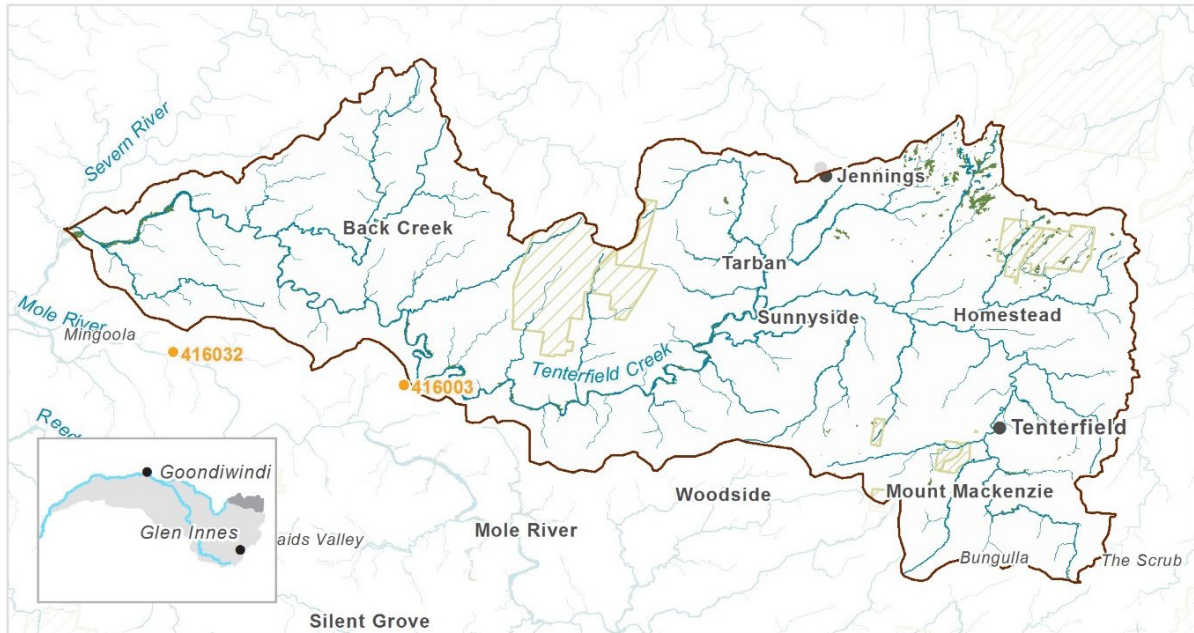 Severn River
Jennings
Back Creek
Tarban
Mole River
Mingoola
Sunnyside
Homestead
416032
Tenterfield Creek
416003
Reed
Tenterfield
Goondiwindi
Woodside
Mount Mackenzie
Glen Innes
aids Valley
Mole River
Bungulla
The Scrub
Silent Grove